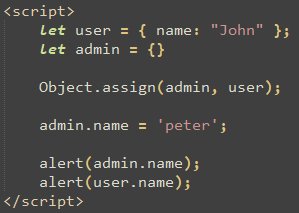 <script>
let user = { name: "John" };
let admin = {}
Object.assign(admin, user);
admin.name = 'peter';
alert(admin.name);
alert(user.name);
</script>